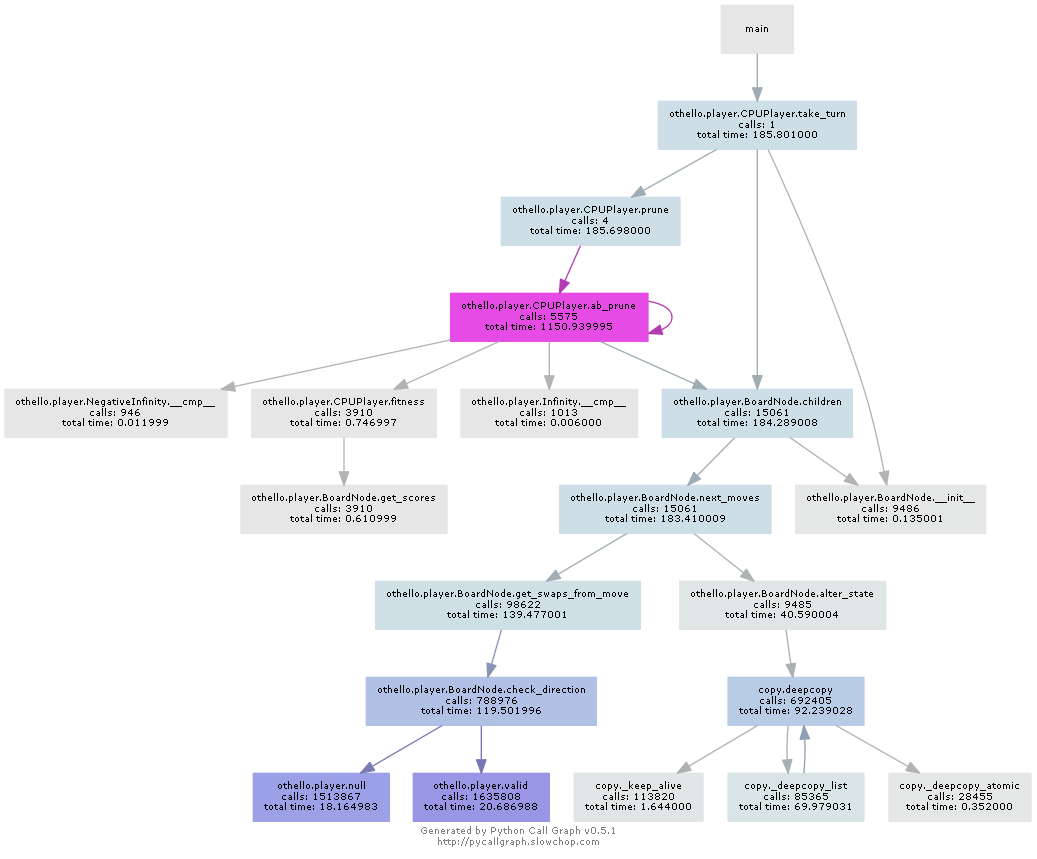 main
othello.player.CPUPlayer.take_turn
calls: 1
total time: 185.801000
othello.player.CPUPlayer.prune
calls: 4
total time: 185.698000
othello.player.CPUPlayer.ab_prune
calls: 5575
total time: 1150.939995
othello.player.NegativeInfinity.__cmp__
calls: 946
total time: 0.011999
othello.player.CPUPlayer.fitness
calls: 3910
total time: 0.746997
othello.player.Infinity.__cmp__
calls: 1013
total time: 0.006000
othello.player.BoardNode.children
calls: 15061
total time: 184.289008
othello.player.BoardNode.get_scores
calls: 3910
total time: 0.610999
othello.player.BoardNode.next_moves
calls: 15061
total time: 183.410009
othello.player.BoardNode.__init__
calls: 9486
total time: 0.135001
othello.player.BoardNode.get_swaps_from_move
calls: 98622
total time: 139.477001
othello.player.BoardNode.alter_state
calls: 9485
total time: 40.590004
othello.player.BoardNode.check_direction
calls: 788976
total time: 119.501996
copy.deepcopy
calls: 692405
total time: 92.239028
othello.player.null
calls: 1513867
total time: 18.164983
othello.player.valid
calls: 1635808
total time: 20.686988
copy._keep_alive
calls: 113820
total time: 1.644000
copy._deepcopy_list
calls: 85365
total time: 69.979031
copy._deepcopy_atomic
calls: 28455
total time: 0.352000
Generated by Python Call Graph v0.5.1
http://pycallgraph.slowchop.com